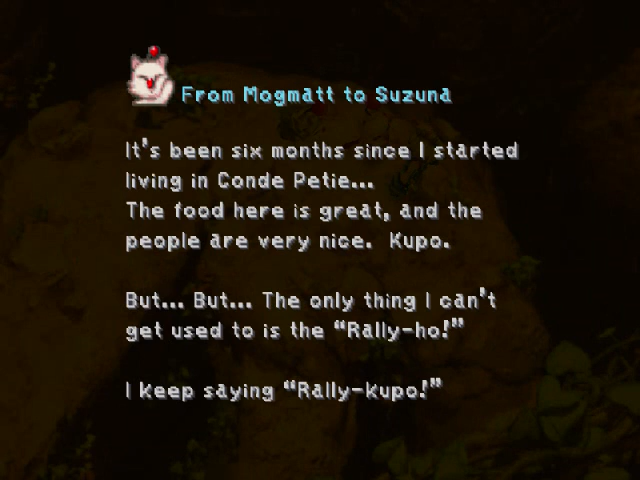 From Mogmatt to Suzuna
It's been six months since I started
living in Conde Petie...
The food here is great, and the
people are very nice.  Kupo.
But... But... The only thing I can't
get used to is the “Rally-ho!”
I keep saying “Rally-kupo!”